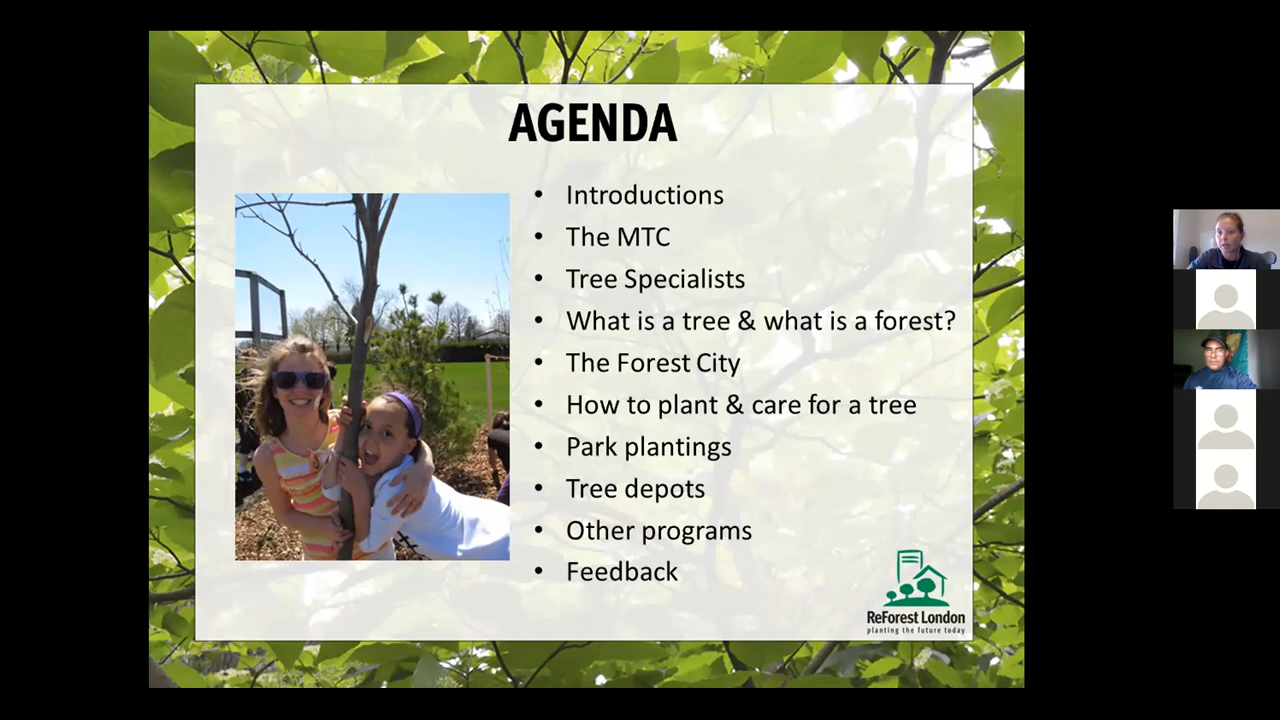 AGENDA
• Introductions
• The MTC
• Tree Specialists
• What is a tree & what is a forest?
• The Forest City
• How to plant & care for a tree
• Park plantings
• Tree depots
• Other programs
• Feedback
ReForest London
planting the future today